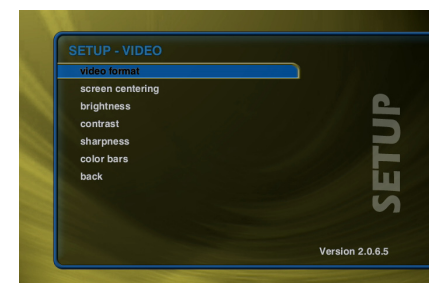 SETUP - VIDEO
video format
screen centering
brightness
contrast
sharpness
color bars
back
SETUP
Version 2.0.6.5